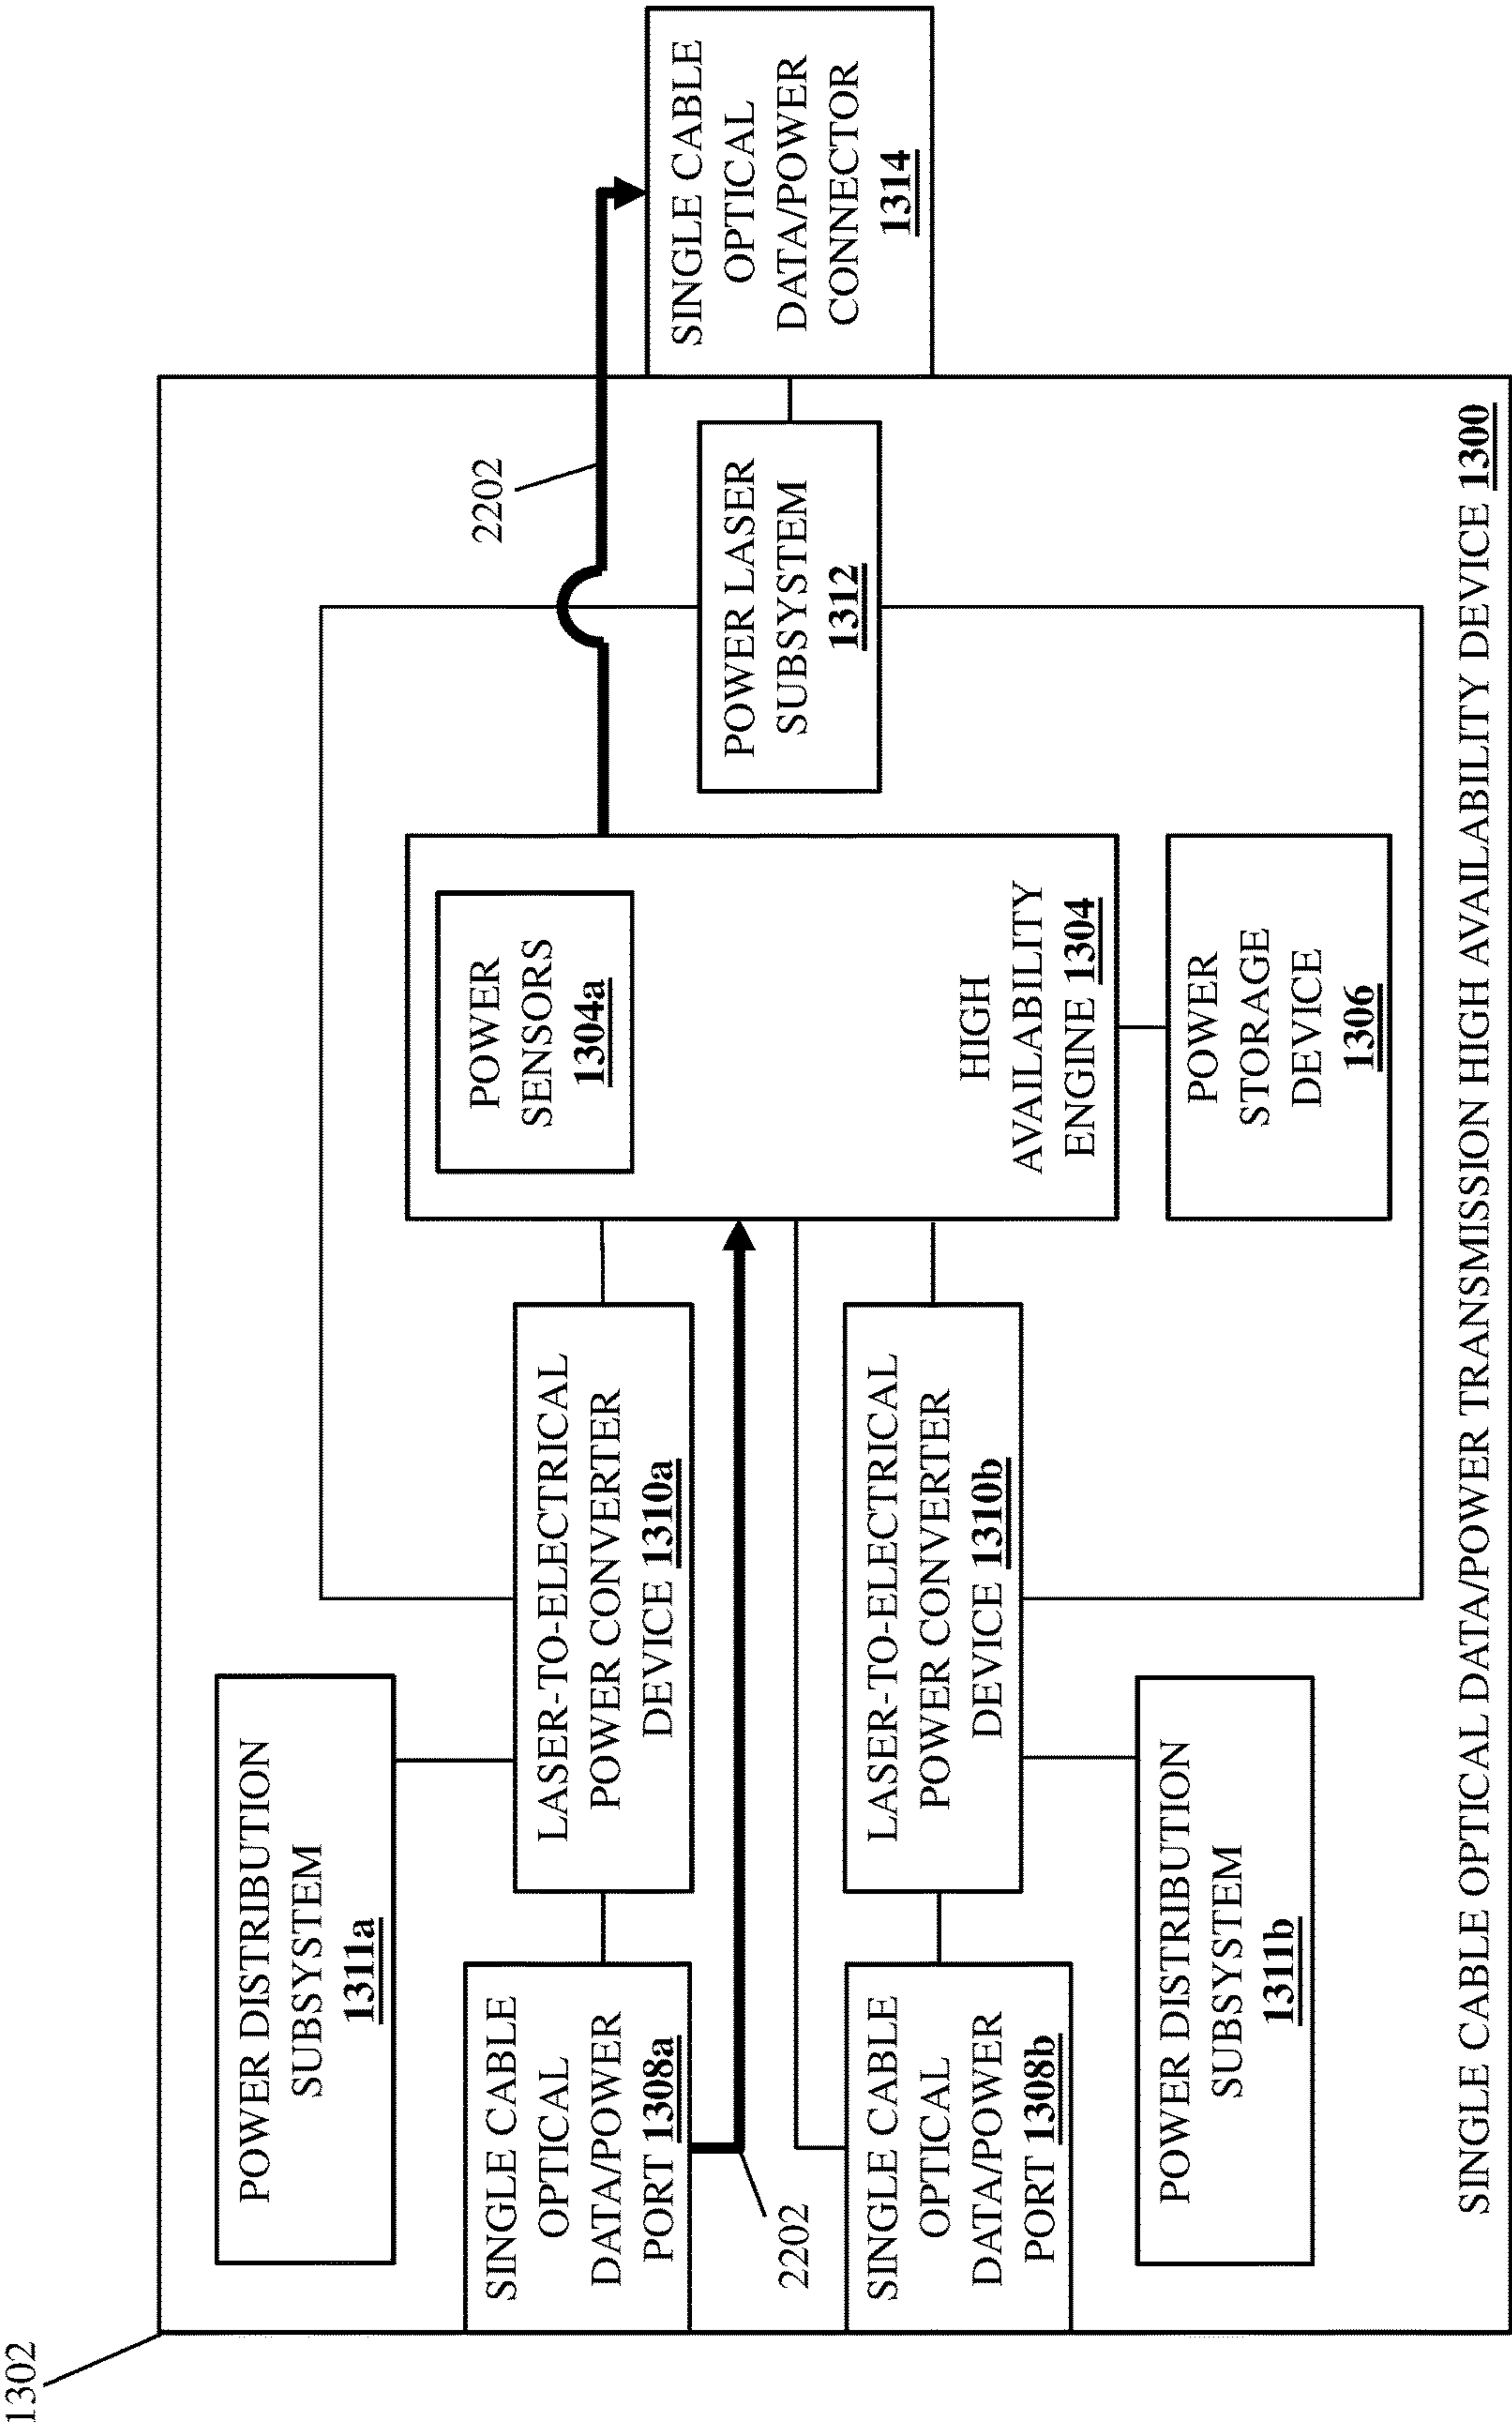 1302
POWER DISTRIBUTION
SUBSYSTEM
1311a
SINGLE CABLE
OPTICAL
DATA/POWER
PORT 1308a
LASER-TO-ELECTRICAL
POWER CONVERTER
DEVICE 1310a
2202
SINGLE CABLE
OPTICAL
DATA/POWER
PORT 1308b
LASER-TO-ELECTRICAL
POWER CONVERTER
DEVICE 1310b
POWER DISTRIBUTION
SUBSYSTEM
1311b
POWER
SENSORS
1304a
HIGH
AVAILABILITY
ENGINE 1304
POWER
STORAGE
DEVICE
1306
2202
POWER LASER
SUBSYSTEM
1312
SINGLE CABLE
OPTICAL
DATA/POWER
CONNECTOR
1314
SINGLE CABLE OPTICAL DATA/POWER TRANSMISSION HIGH AVAILABILITY DEVICE 1300